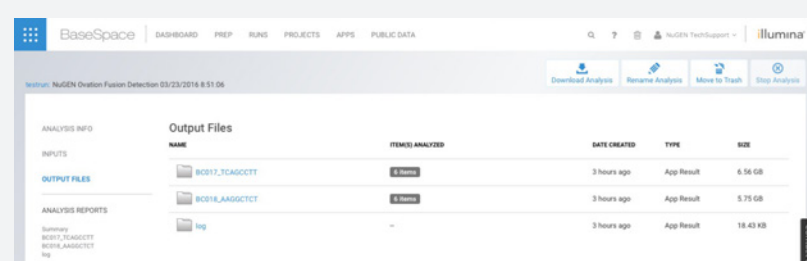 BaseSpace DASHBOARD PREP RUNS PROJECTS APPS PUBLIC DATA ? NuGEN TechSupport illumina
Download Analysis Rename Analysis Move to Trash Stop Analysis
testrun: NuGEN Ovation Fusion Detection 03/23/2016 8:51:06
ANALYSIS INFO
INPUTS
OUTPUT FILES
ANALYSIS REPORTS
Summary
BC017_TCAGCCTT
BC018_AAGGCTCT
log
Output Files
NAME ITEM(S) ANALYZED DATE CREATED TYPE SIZE
BC017_TCAGCCTT 6 items 3 hours ago App Result 6.56 GB
BC018_AAGGCTCT 6 items 3 hours ago App Result 5.75 GB
log – 3 hours ago App Result 18.43 KB